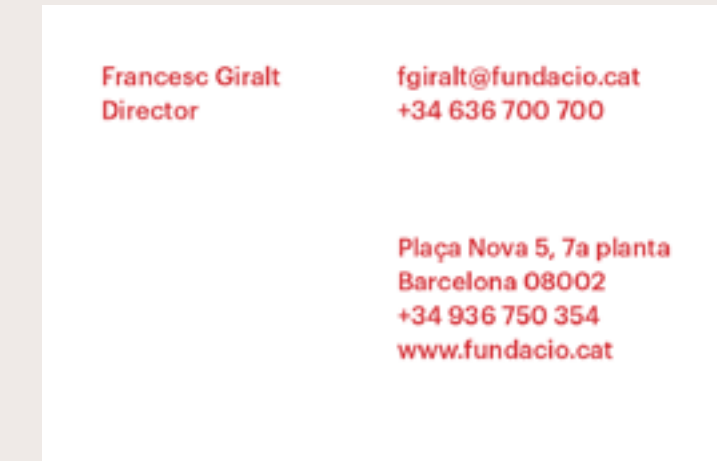 Francesc Giralt
Director
fgiralt@fundacio.cat
+34 636 700 700
Plaça Nova 5, 7a planta
Barcelona 08002
+34 936 750 354
www.fundacio.cat